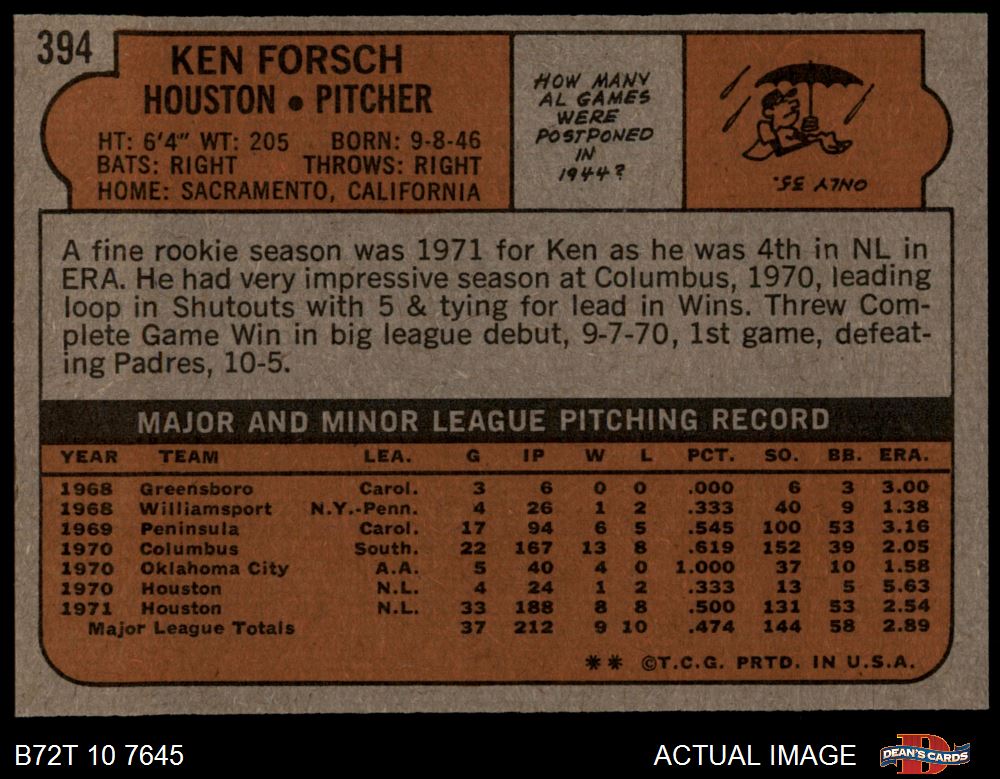 394
KEN FORSCH
HOUSTON • PITCHER
HT: 6'4" WT: 205 BORN: 9-8-46
BATS: RIGHT THROWS: RIGHT
HOME: SACRAMENTO, CALIFORNIA
HOW MANY
AL GAMES
WERE
POSTPONED
IN
1944?
ONLY 35.
A fine rookie season was 1971 for Ken as he was 4th in NL in
ERA. He had very impressive season at Columbus, 1970, leading
loop in Shutouts with 5 & tying for lead in Wins. Threw Com-
plete Game Win in big league debut, 9-7-70, 1st game, defeat-
ing Padres, 10-5.
MAJOR AND MINOR LEAGUE PITCHING RECORD
YEAR TEAM LEA. G IP W L PCT. SO. BB. ERA.
1968 Greensboro Carol. 3 6 0 0 .000 6 3 3.00
1968 Williamsport N.Y.-Penn. 4 26 1 2 .333 40 9 1.38
1969 Peninsula Carol. 17 94 6 5 .545 100 53 3.16
1970 Columbus South. 22 167 13 8 .619 152 39 2.05
1970 Oklahoma City A.A. 5 40 4 0 1.000 37 10 1.58
1970 Houston N.L. 4 24 1 2 .333 13 5 5.63
1971 Houston N.L. 33 188 8 8 .500 131 53 2.54
Major League Totals 37 212 9 10 .474 144 58 2.89
** ©T.C.G. PRTD. IN U.S.A.
B72T 10 7645 ACTUAL IMAGE DEAN'S CARDS